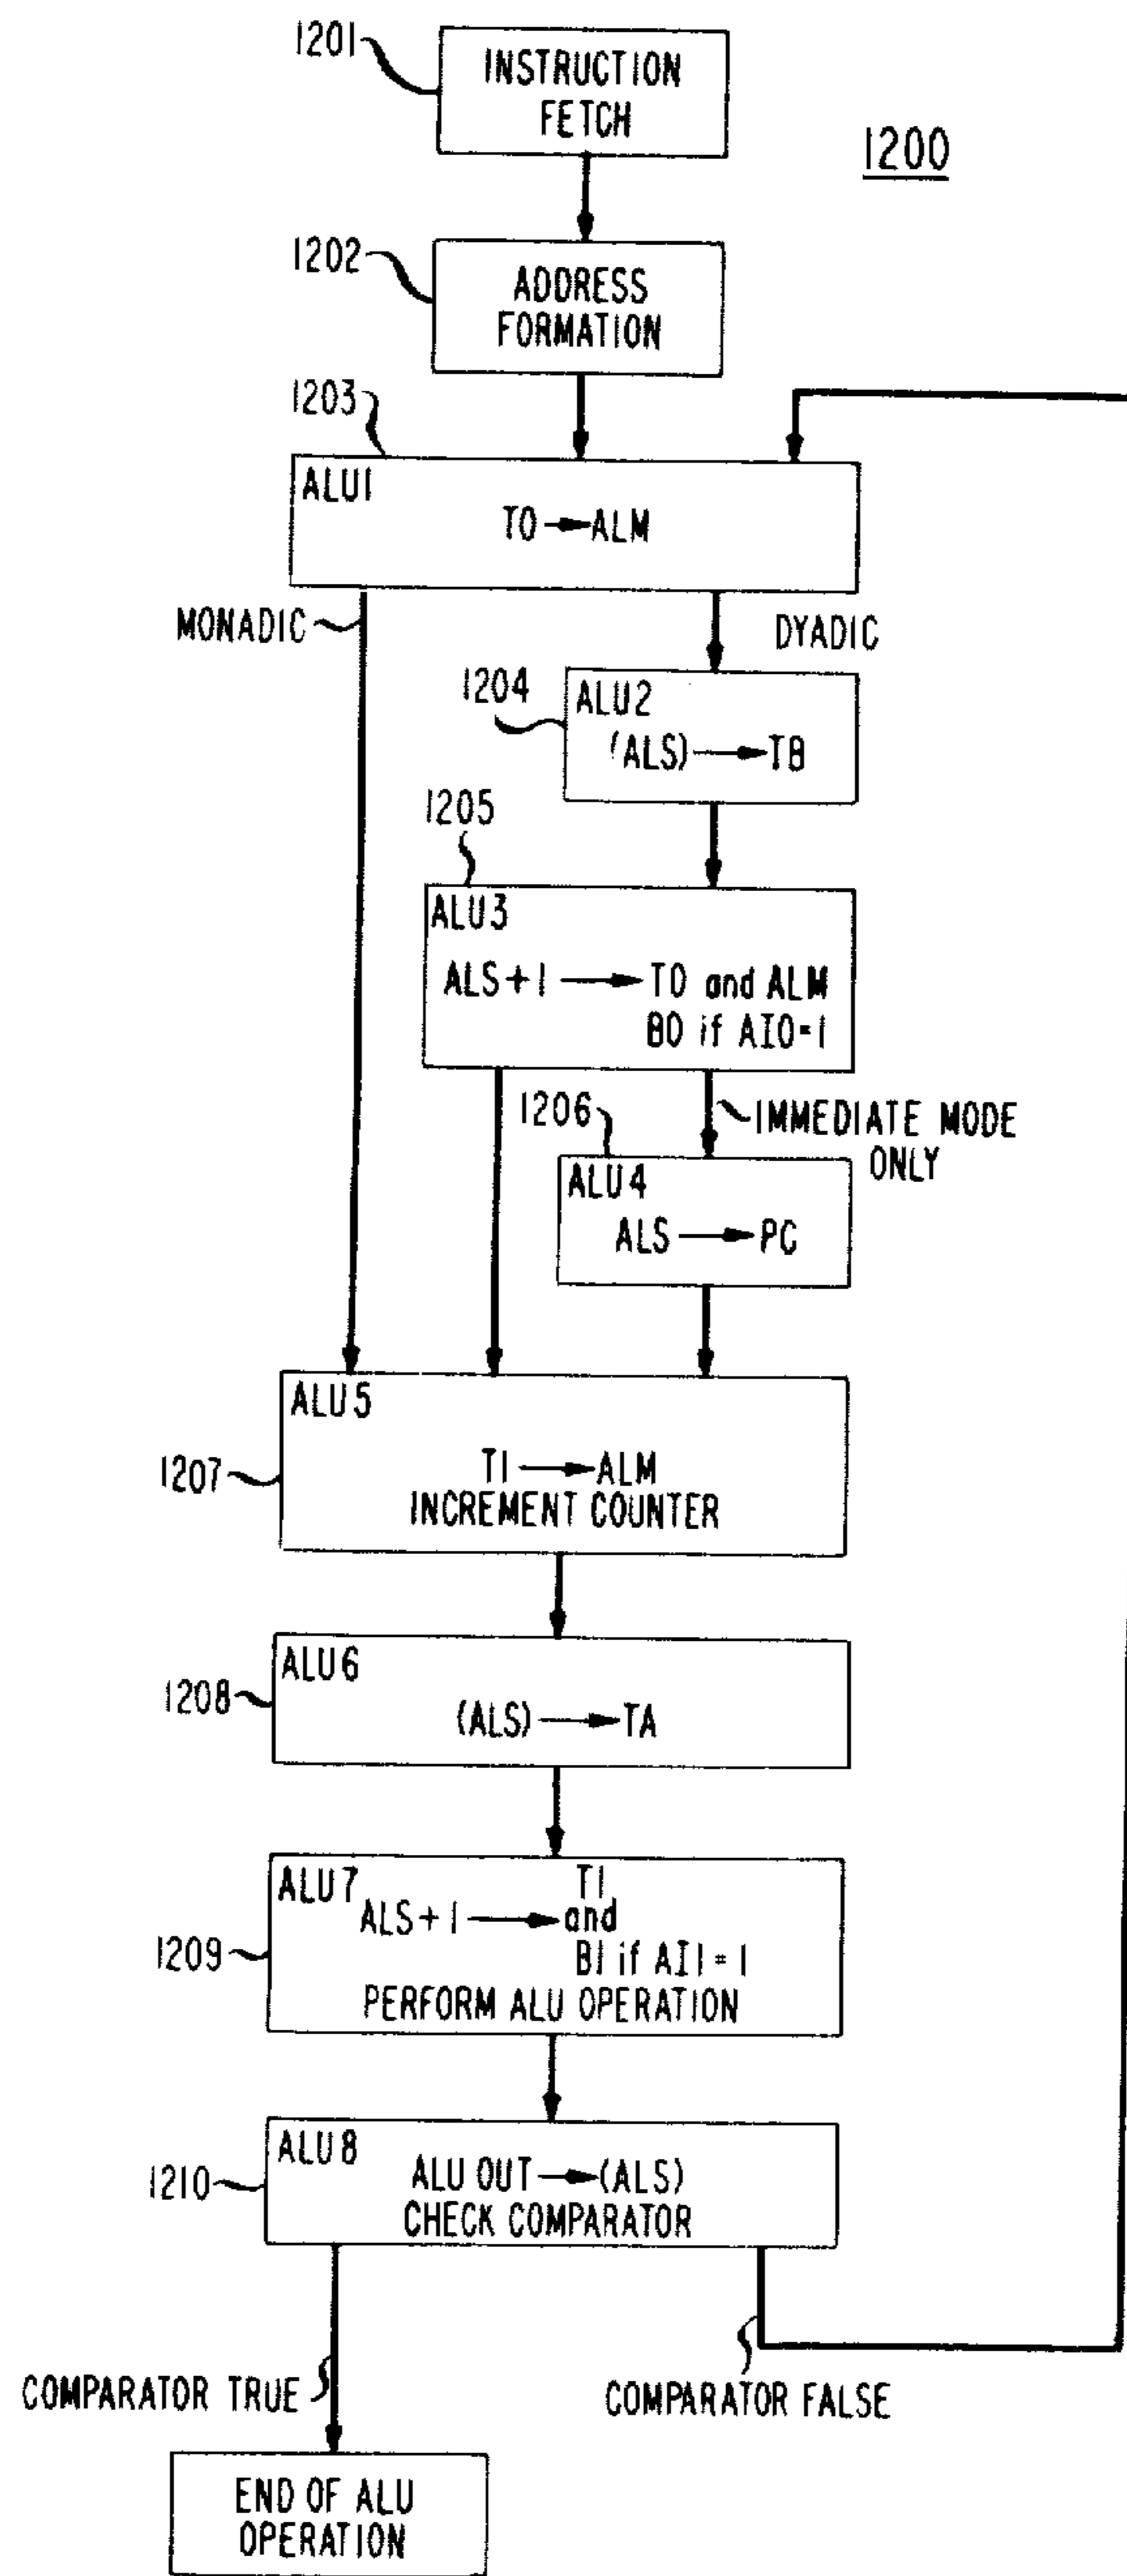 1201
INSTRUCTION
FETCH
1200
1202
ADDRESS
FORMATION
1203
ALU1
T0 → ALM
MONADIC
DYADIC
1204
ALU2
(ALS) → TB
1205
ALU3
ALS+1 → T0 and ALM
B0 if AI0=1
1206
IMMEDIATE MODE
ONLY
ALU4
ALS → PC
ALU5
1207
T1 → ALM
INCREMENT COUNTER
ALU6
1208
(ALS) → TA
ALU7
T1
ALS+1 → and
B1 if AI1=1
1209
PERFORM ALU OPERATION
ALU8
1210
ALU OUT → (ALS)
CHECK COMPARATOR
COMPARATOR TRUE
COMPARATOR FALSE
END OF ALU
OPERATION